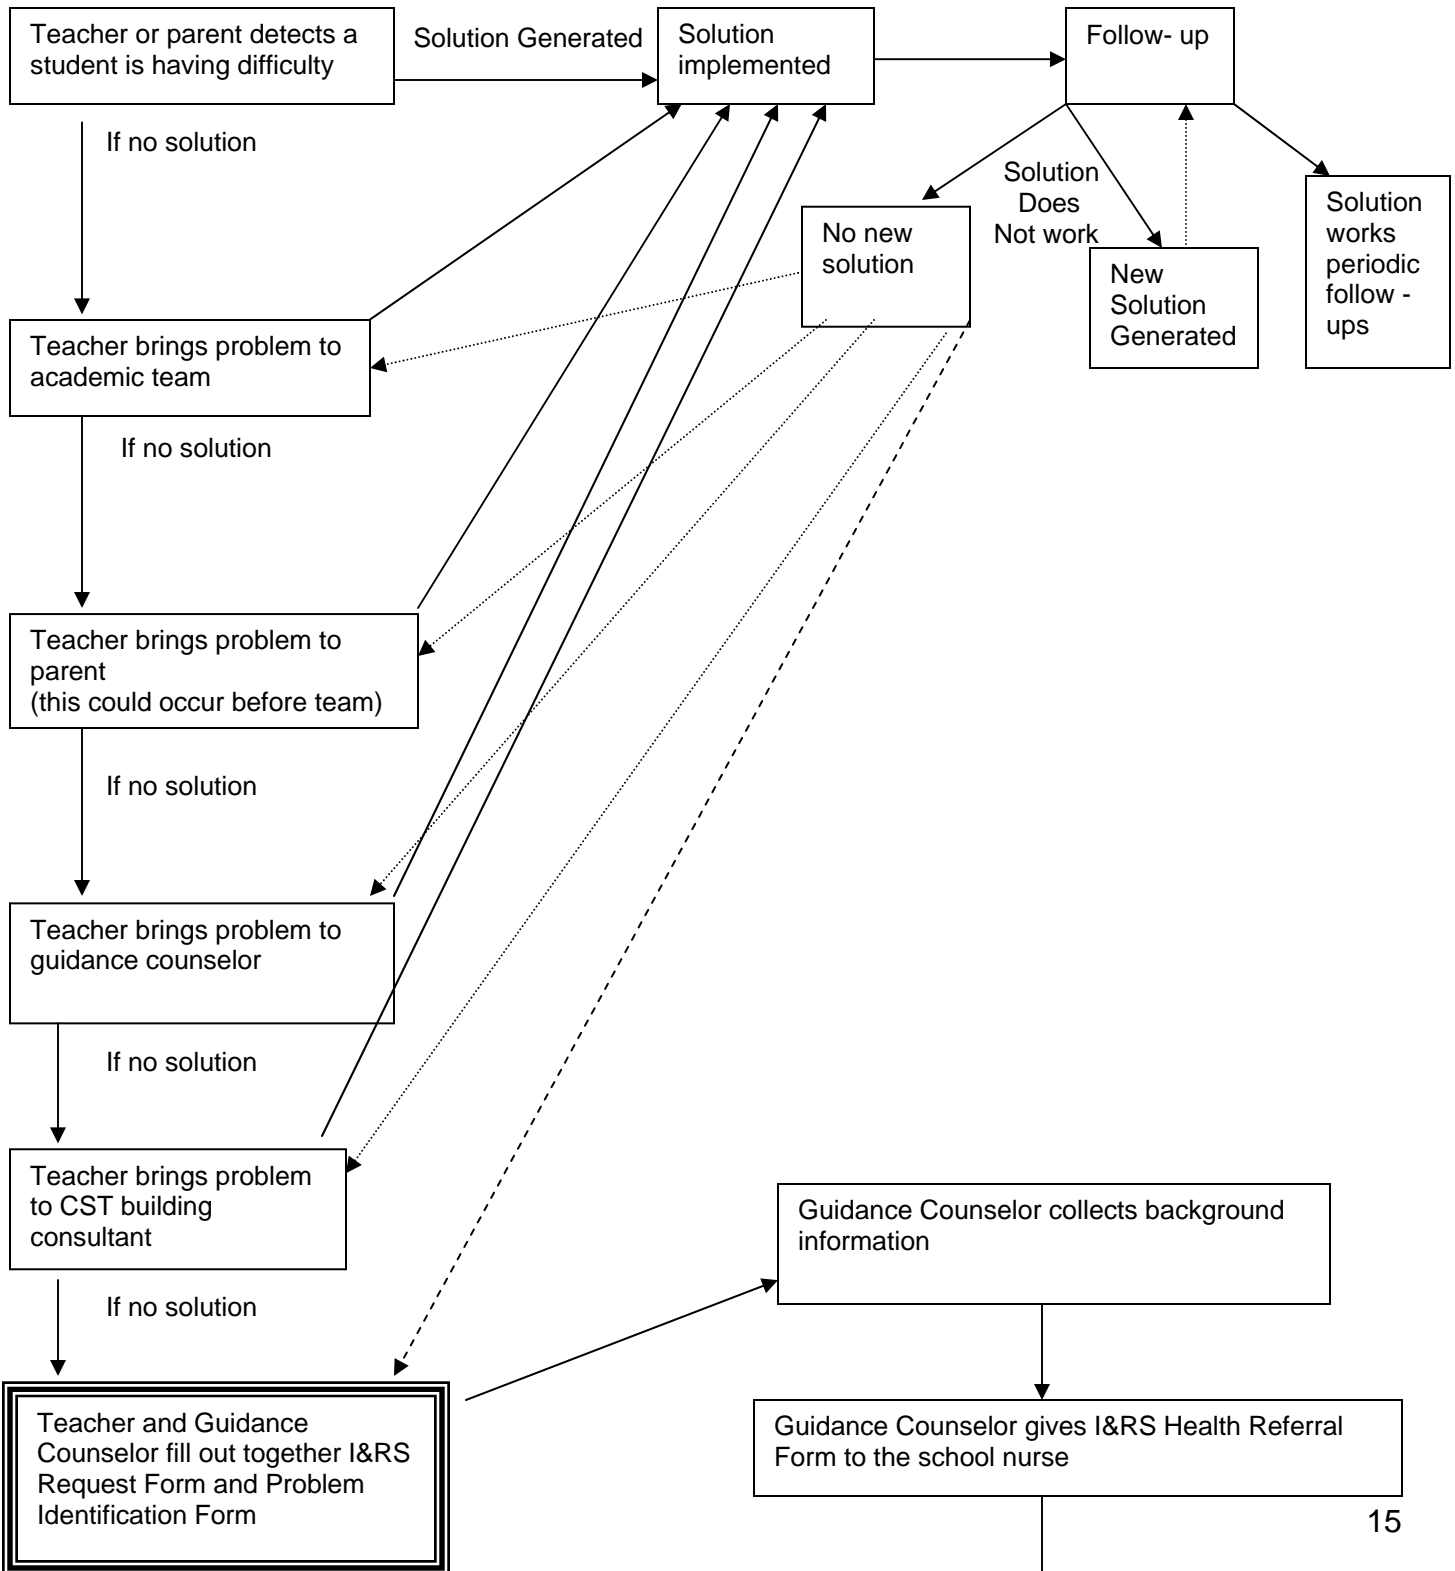 Teacher or parent detects a
student is having difficulty
Solution Generated
Solution
implemented
Follow- up
If no solution
Solution
Does
Not work
No new
solution
New
Solution
Generated
Solution
works
periodic
follow -
ups
Teacher brings problem to
academic team
If no solution
Teacher brings problem to
parent
(this could occur before team)
If no solution
Teacher brings problem to
guidance counselor
If no solution
Teacher brings problem
to CST building
consultant
If no solution
Guidance Counselor collects background
information
Teacher and Guidance
Counselor fill out together I&RS
Request Form and Problem
Identification Form
Guidance Counselor gives I&RS Health Referral
Form to the school nurse
15